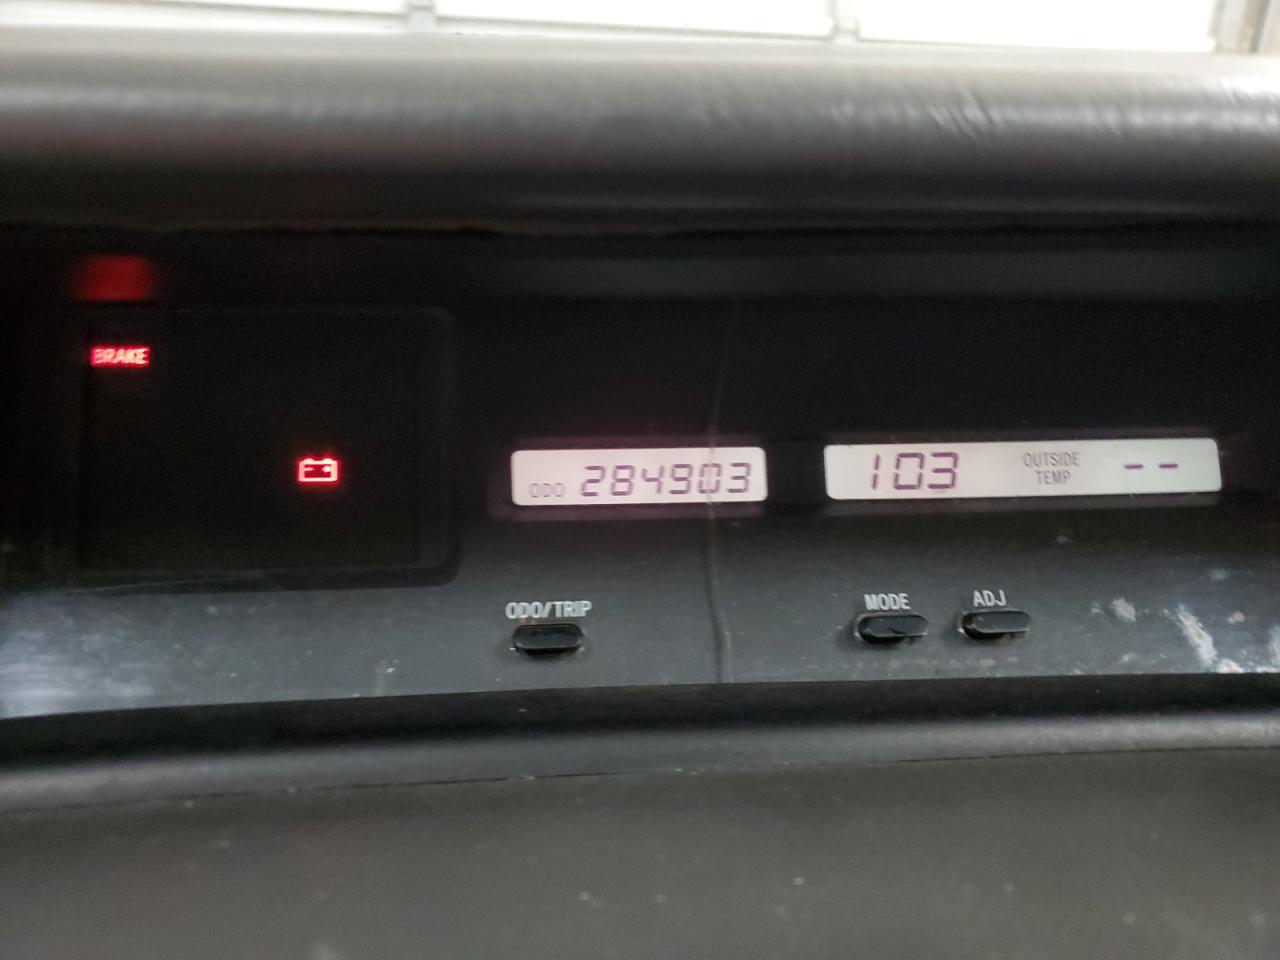 BRAKE
ODO 284903
103 OUTSIDE TEMP --
ODO/TRIP
MODE
ADJ